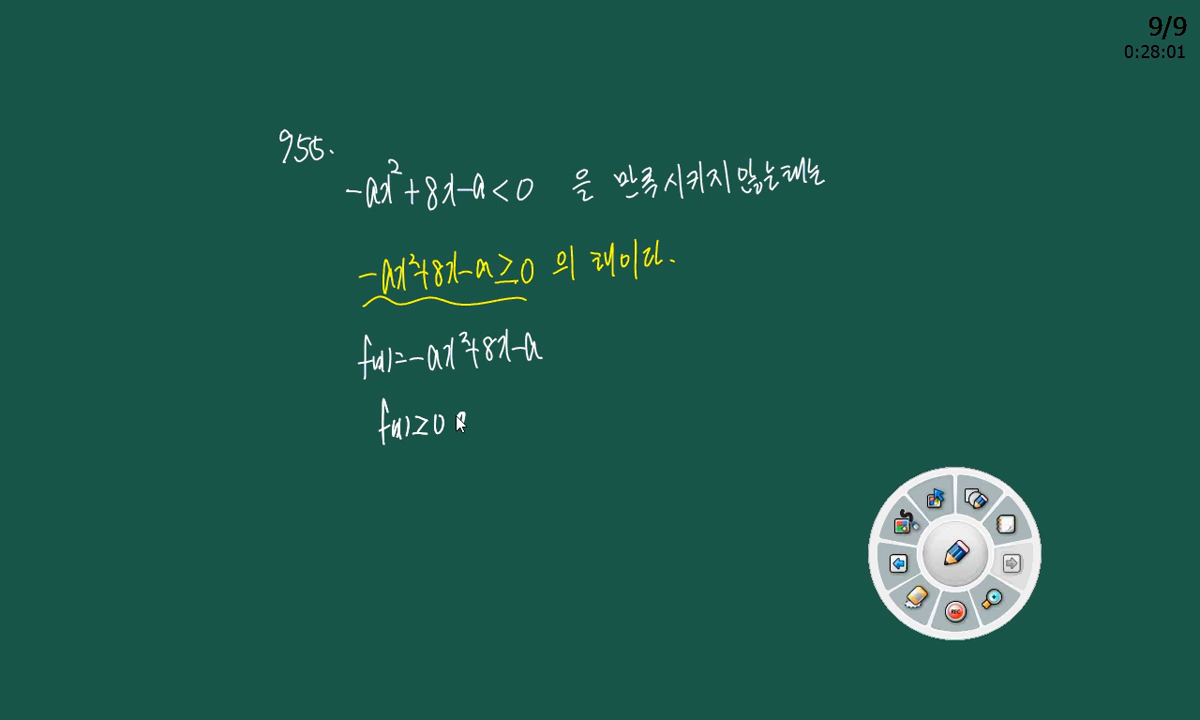 9/9
0:28:01
955.
-ax²+8x-a<0 을 만족시키지 않는 해는
-ax²+8x-a≥0 의 해이다.
f(x)=-ax²+8x-a
f(x)≥0
REC